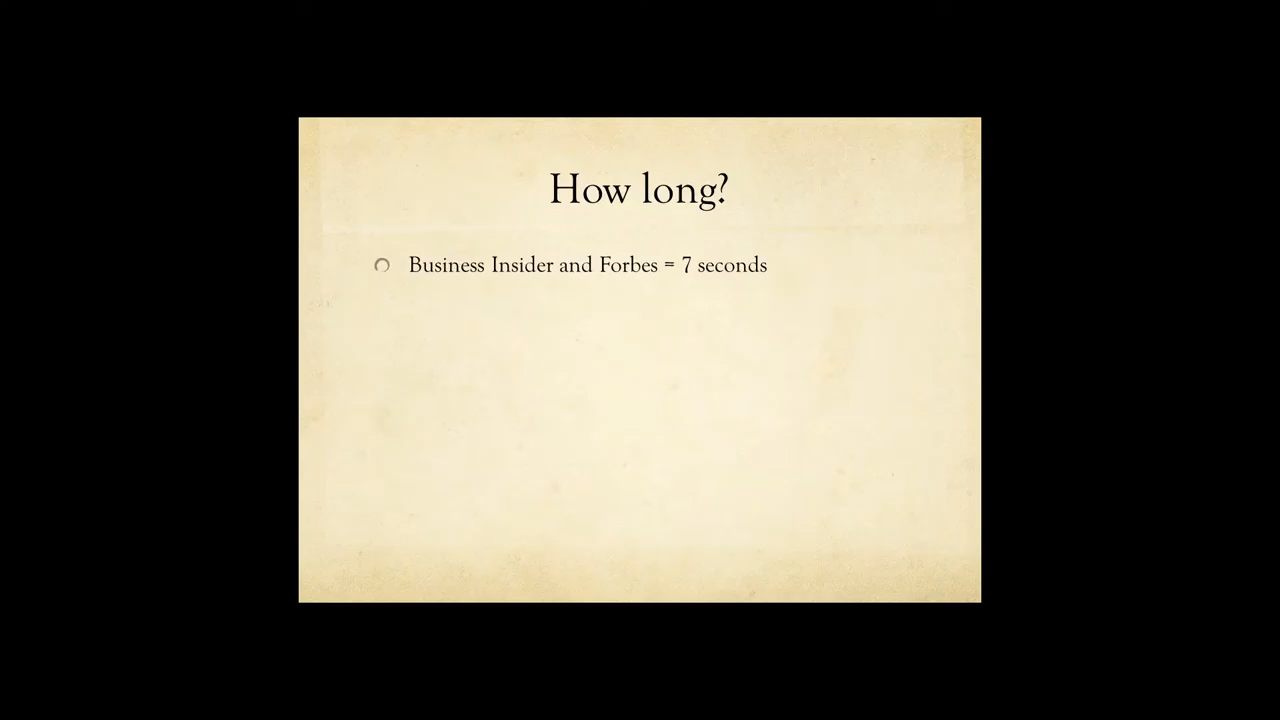 How long?
Business Insider and Forbes = 7 seconds